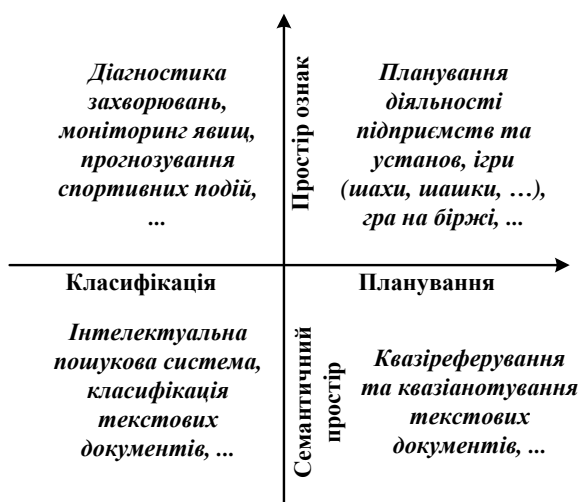 Діагностика
захворювань,
моніторинг явищ,
прогнозування
спортивних подій,
...
Простір ознак
Планування
діяльності
підприємств та
установ, ігри
(шахи, шашки, …),
гра на біржі, ...
Класифікація
Планування
Інтелектуальна
пошукова система,
класифікація
текстових
документів, ...
Семантичний
простір
Квазіреферування
та квазіанотування
текстових
документів, ...